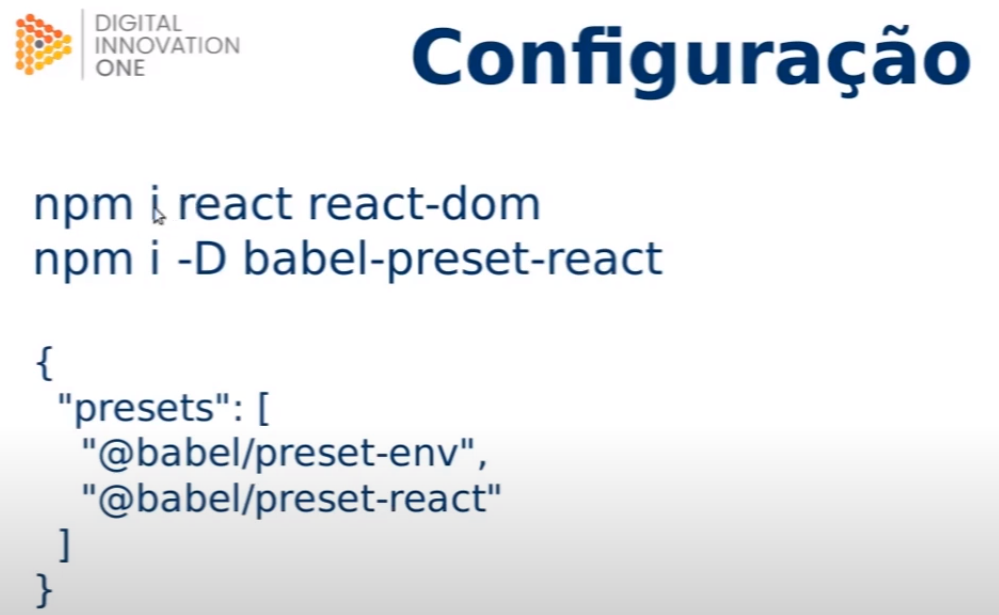 DIGITAL
INNOVATION
ONE
Configuração
npm i react react-dom
npm i -D babel-preset-react
{
"presets": [
"@babel/preset-env",
"@babel/preset-react"
]
}